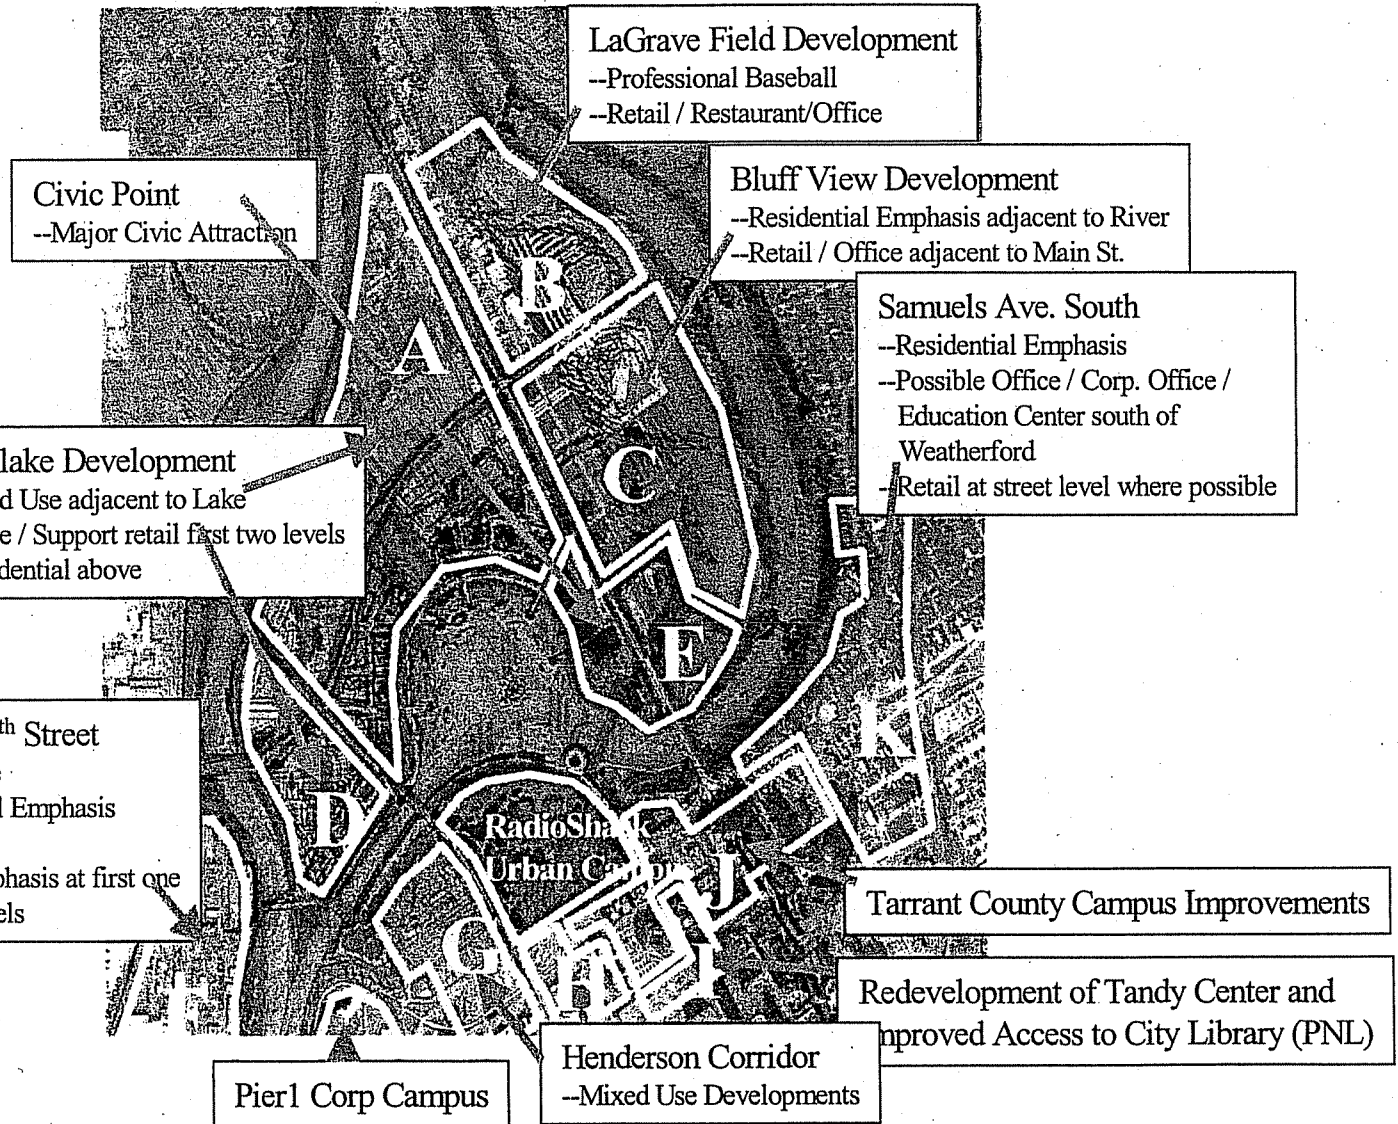 LaGrave Field Development
--Professional Baseball
--Retail / Restaurant/Office
Civic Point
--Major Civic Attraction
Bluff View Development
--Residential Emphasis adjacent to River
--Retail / Office adjacent to Main St.
Samuels Ave. South
--Residential Emphasis
--Possible Office / Corp. Office /
Education Center south of
Weatherford
--Retail at street level where possible
lake Development
d Use adjacent to Lake
e / Support retail first two levels
dential above
th Street
l Emphasis
phasis at first one
els
A
B
C
D
E
G
H
I
J
K
RadioShack
Urban Campus
Tarrant County Campus Improvements
Redevelopment of Tandy Center and
mproved Access to City Library (PNL)
Henderson Corridor
--Mixed Use Developments
Pier1 Corp Campus